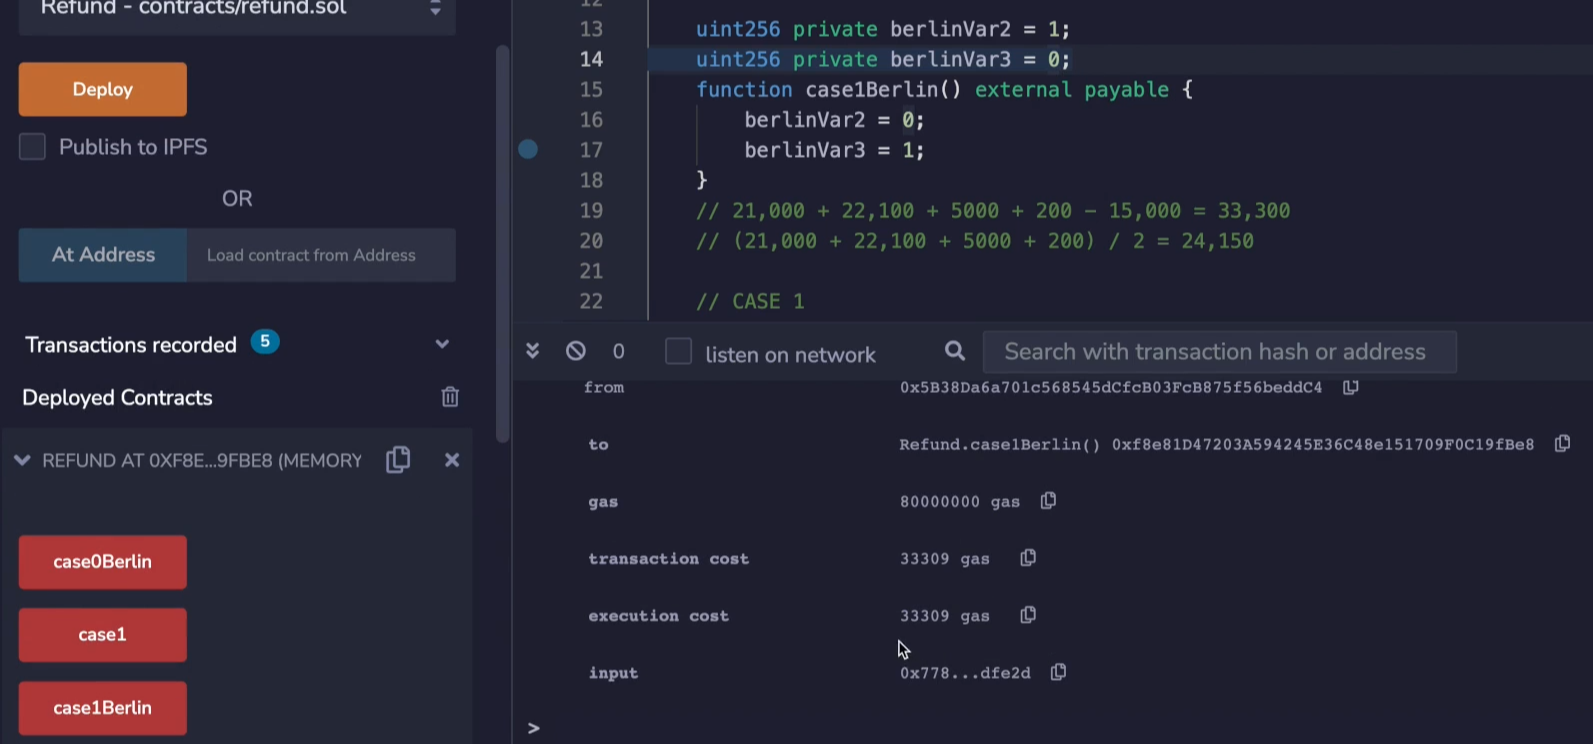 Refund - contracts/refund.sol
Deploy
Publish to IPFS
OR
At Address Load contract from Address
Transactions recorded 5
Deployed Contracts
REFUND AT 0XF8E...9FBE8 (MEMORY
case0Berlin
case1
case1Berlin
12
13 uint256 private berlinVar2 = 1;
14 uint256 private berlinVar3 = 0;
15 function case1Berlin() external payable {
16 berlinVar2 = 0;
17 berlinVar3 = 1;
18 }
19 // 21,000 + 22,100 + 5000 + 200 - 15,000 = 33,300
20 // (21,000 + 22,100 + 5000 + 200) / 2 = 24,150
21
22 // CASE 1
0 listen on network Search with transaction hash or address
from 0x5B38Da6a701c568545dCfcB03FcB875f56beddC4
to Refund.case1Berlin() 0xf8e81D47203A594245E36C48e151709F0C19fBe8
gas 80000000 gas
transaction cost 33309 gas
execution cost 33309 gas
input 0x778...dfe2d
>